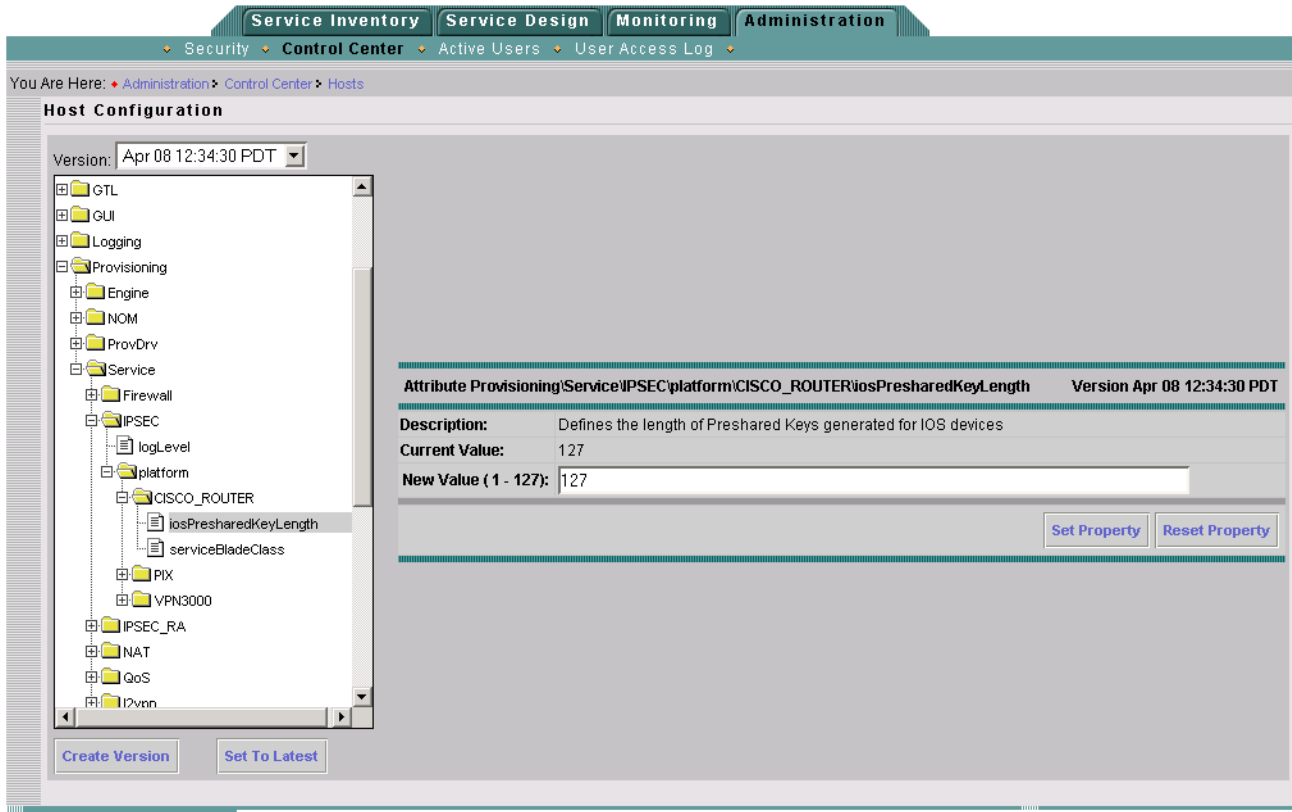 Service Inventory Service Design Monitoring Administration
Security Control Center Active Users User Access Log
You Are Here: Administration Control Center Hosts
Host Configuration
Version: Apr 08 12:34:30 PDT
GTL
GUI
Logging
Provisioning
Engine
NOM
ProvDrv
Service
Firewall
IPSEC
logLevel
platform
CISCO_ROUTER
iosPresharedKeyLength
serviceBladeClass
PIX
VPN3000
IPSEC_RA
NAT
QoS
l2vpn
Create Version Set To Latest
Attribute Provisioning\Service\IPSEC\platform\CISCO_ROUTER\iosPresharedKeyLength Version Apr 08 12:34:30 PDT
Description: Defines the length of Preshared Keys generated for IOS devices
Current Value: 127
New Value ( 1 - 127): 127
Set Property Reset Property